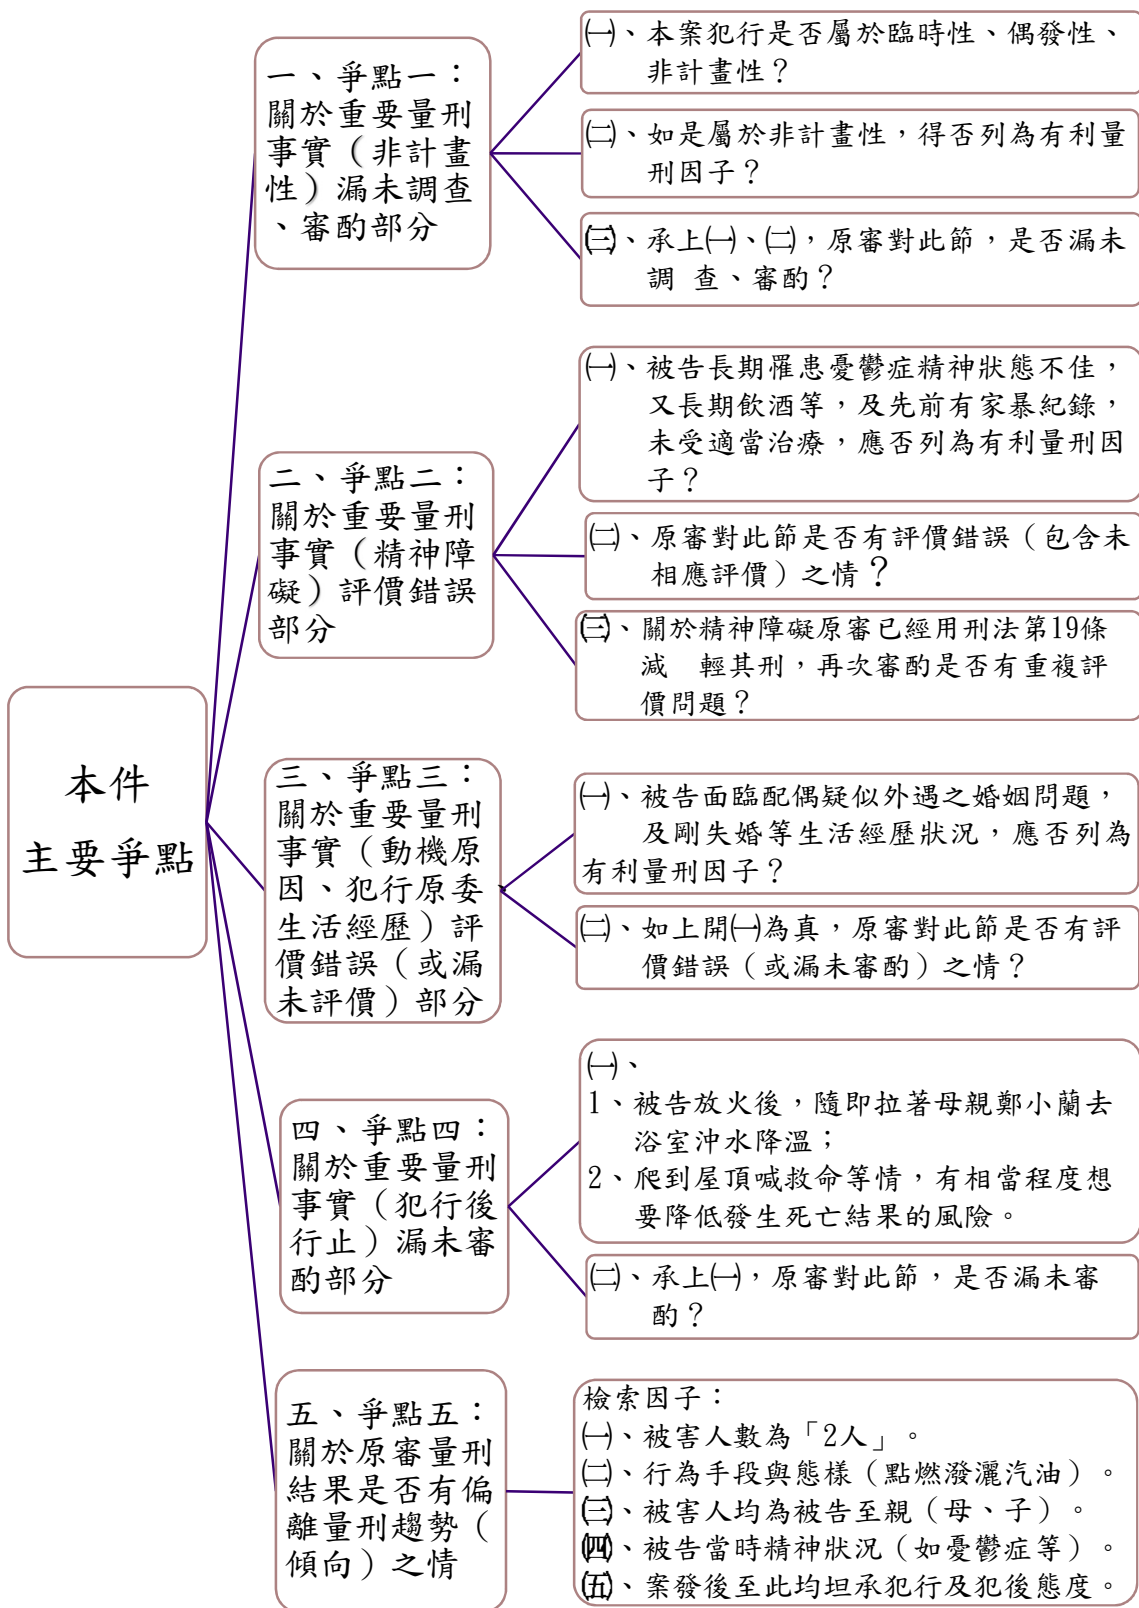 本件
主要爭點
一、爭點一：
關於重要量刑
事實（非計畫
性）漏未調查
、審酌部分
㈠、本案犯行是否屬於臨時性、偶發性、
非計畫性？
㈡、如是屬於非計畫性，得否列為有利量
刑因子？
㈢、承上㈠、㈡，原審對此節，是否漏未
調 查、審酌？
二、爭點二：
關於重要量刑
事實（精神障
礙）評價錯誤
部分
㈠、被告長期罹患憂鬱症精神狀態不佳，
又長期飲酒等，及先前有家暴紀錄，
未受適當治療，應否列為有利量刑因
子？
㈡、原審對此節是否有評價錯誤（包含未
相應評價）之情？
㈢、關於精神障礙原審已經用刑法第19條
減 輕其刑，再次審酌是否有重複評
價問題？
三、爭點三：
關於重要量刑
事實（動機原
因、犯行原委、
生活經歷）評
價錯誤（或漏
未評價）部分
㈠、被告面臨配偶疑似外遇之婚姻問題，
及剛失婚等生活經歷狀況，應否列為
有利量刑因子？
㈡、如上開㈠為真，原審對此節是否有評
價錯誤（或漏未審酌）之情？
四、爭點四：
關於重要量刑
事實（犯行後
行止）漏未審
酌部分
㈠、
1、被告放火後，隨即拉著母親鄭小蘭去
浴室沖水降溫；
2、爬到屋頂喊救命等情，有相當程度想
要降低發生死亡結果的風險。
㈡、承上㈠，原審對此節，是否漏未審
酌？
五、爭點五：
關於原審量刑
結果是否有偏
離量刑趨勢（
傾向）之情
檢索因子：
㈠、被害人數為「2人」。
㈡、行為手段與態樣（點燃潑灑汽油）。
㈢、被害人均為被告至親（母、子）。
㈣、被告當時精神狀況（如憂鬱症等）。
㈤、案發後至此均坦承犯行及犯後態度。